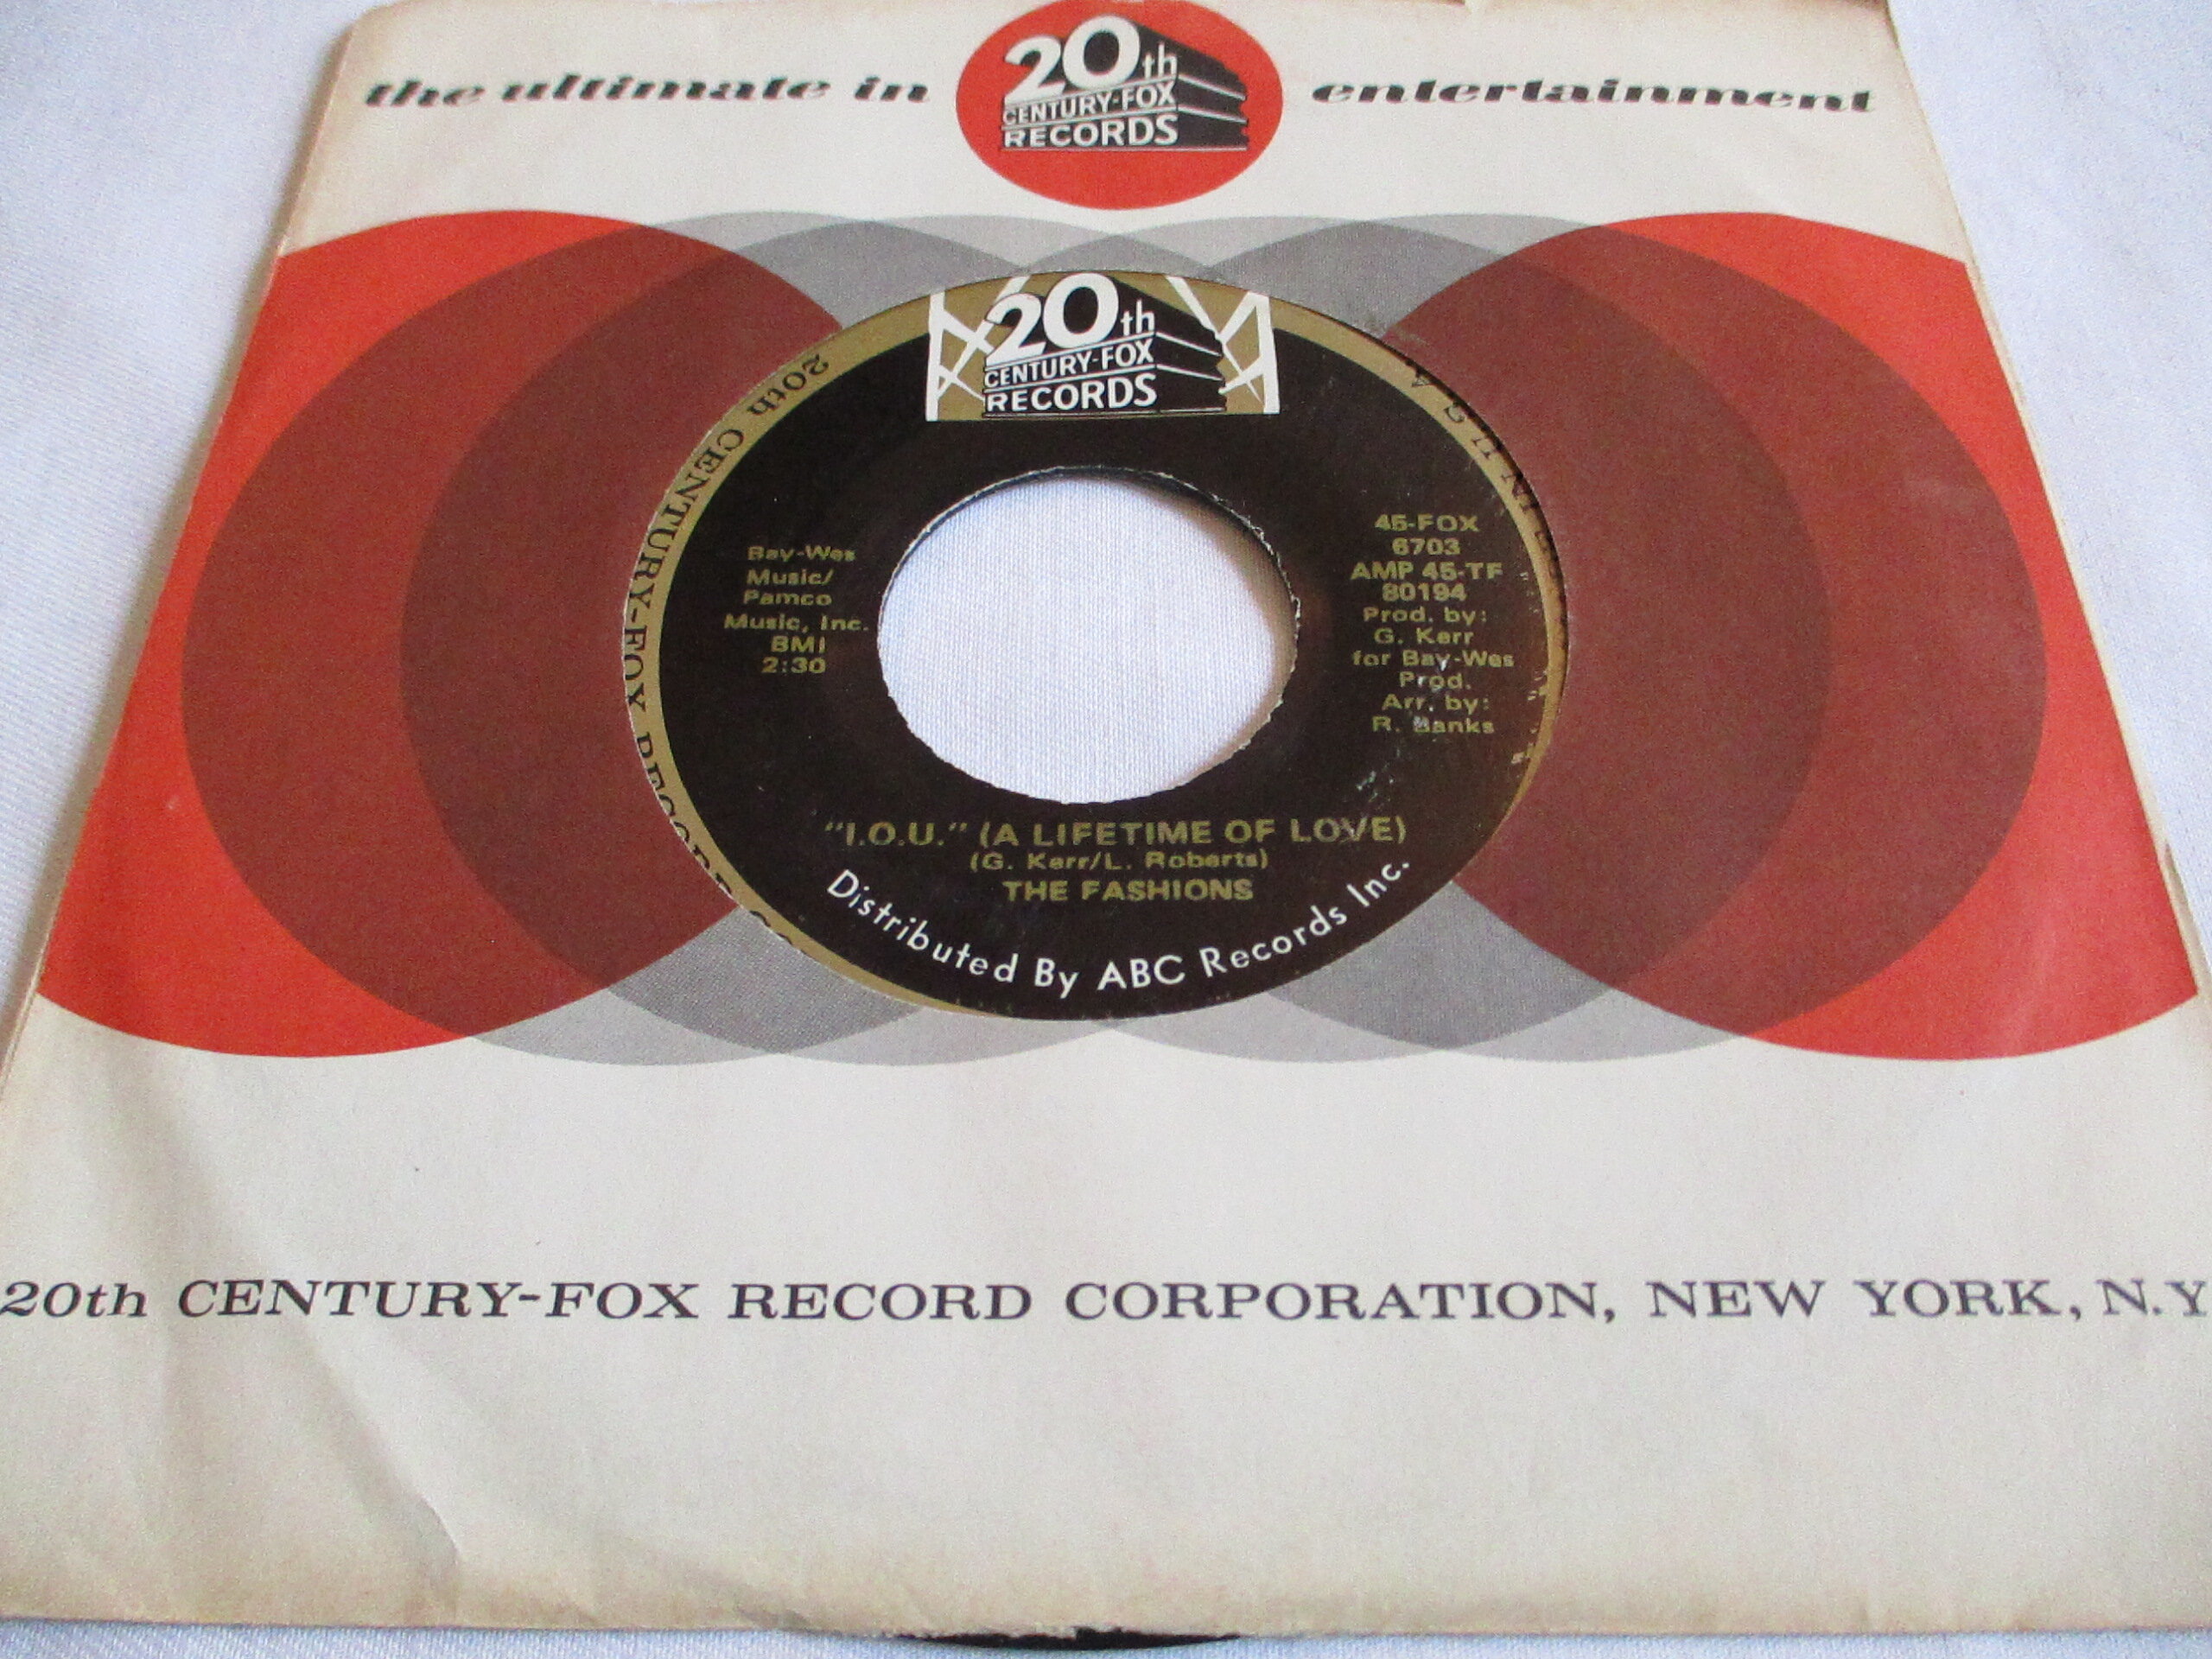 the ultimate in
20th
CENTURY-FOX
RECORDS
entertainment
20th
CENTURY-FOX
RECORDS
20th CENTURY-FOX RECORD
IN U S A
Bay-Wes
Music/
Pamco
Music, Inc.
BMI
2:30
45-FOX
6703
AMP 45-TF
80194
Prod. by:
G. Kerr
for Bay-Wes
Prod.
Arr. by:
R. Banks
"I.O.U." (A LIFETIME OF LOVE)
(G. Kerr/L. Roberts)
THE FASHIONS
Distributed By ABC Records Inc.
20th CENTURY-FOX RECORD CORPORATION, NEW YORK, N.Y